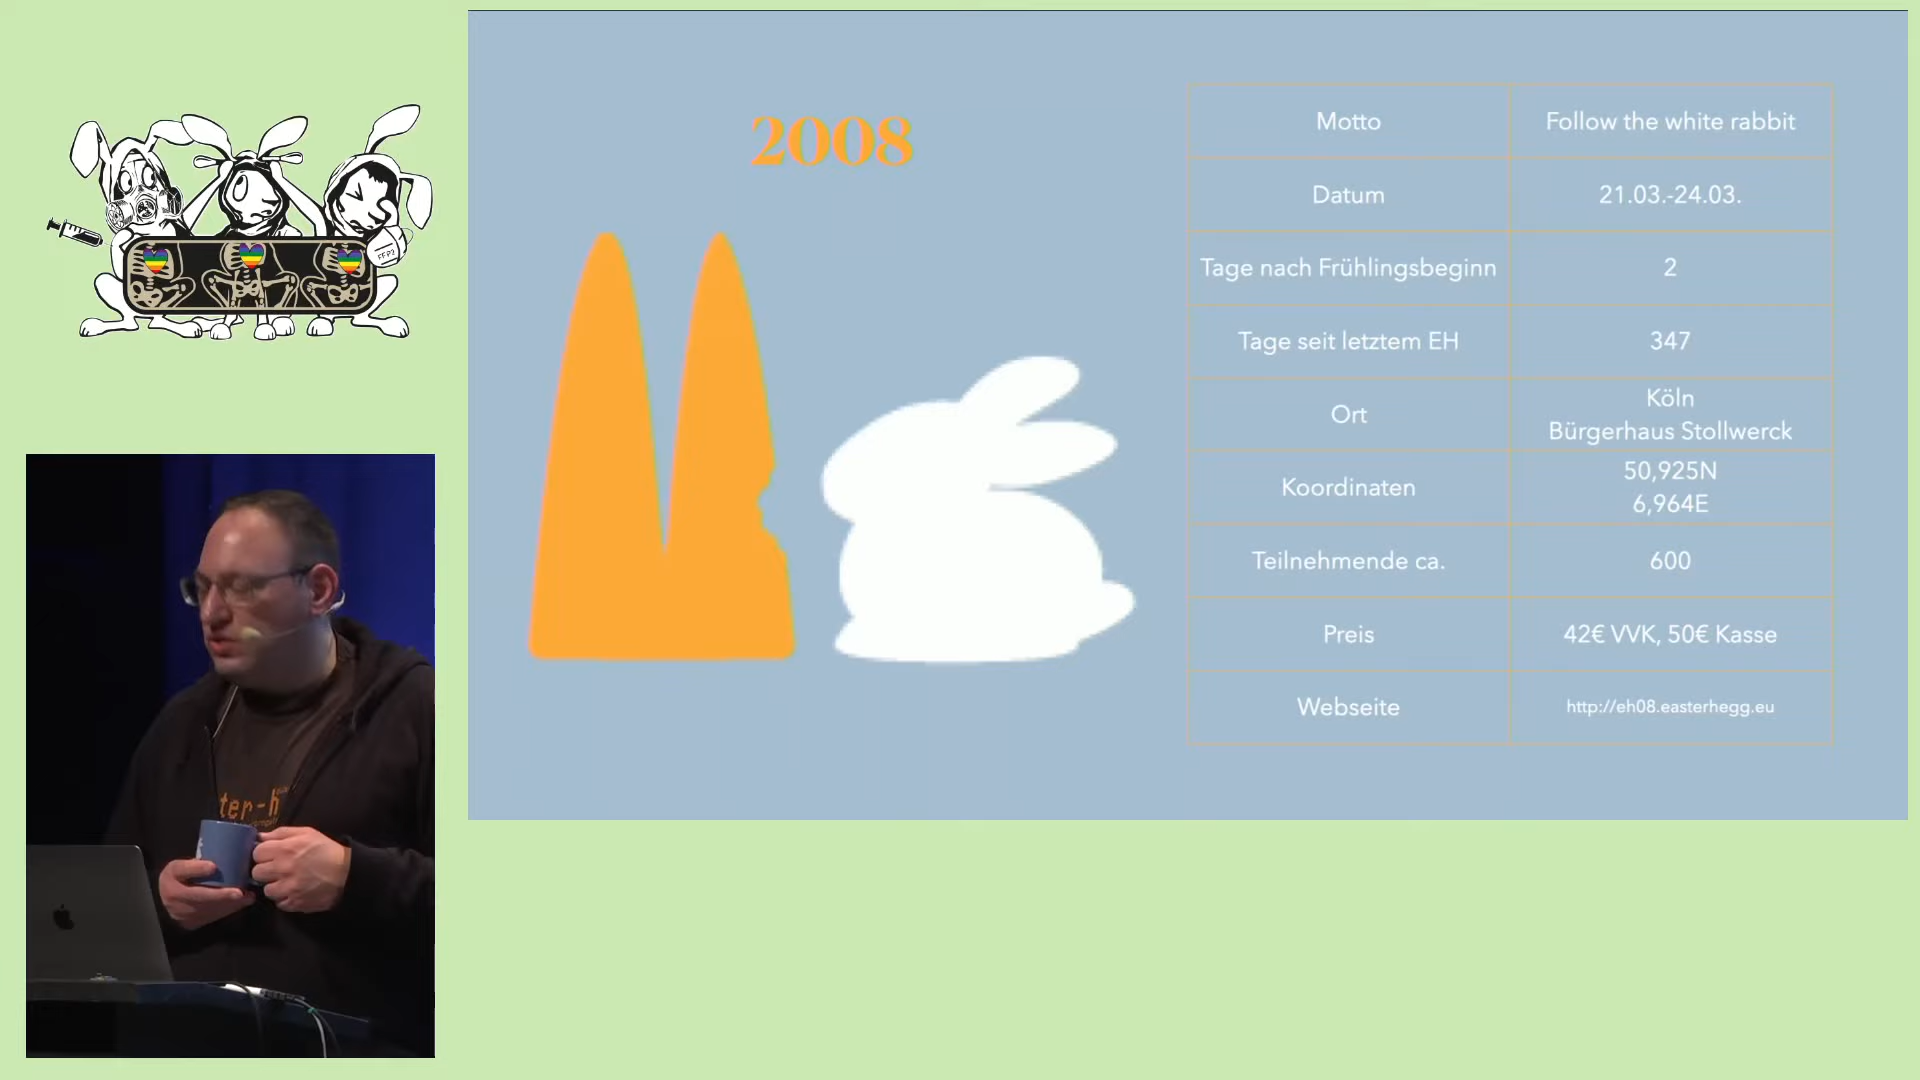 2008
Motto
Follow the white rabbit
Datum
21.03.-24.03.
Tage nach Frühlingsbeginn
2
Tage seit letztem EH
347
Ort
Köln
Bürgerhaus Stollwerck
Koordinaten
50,925N
6,964E
Teilnehmende ca.
600
Preis
42€ VVK, 50€ Kasse
Webseite
http://eh08.easterhegg.eu
FFP2
ter-h